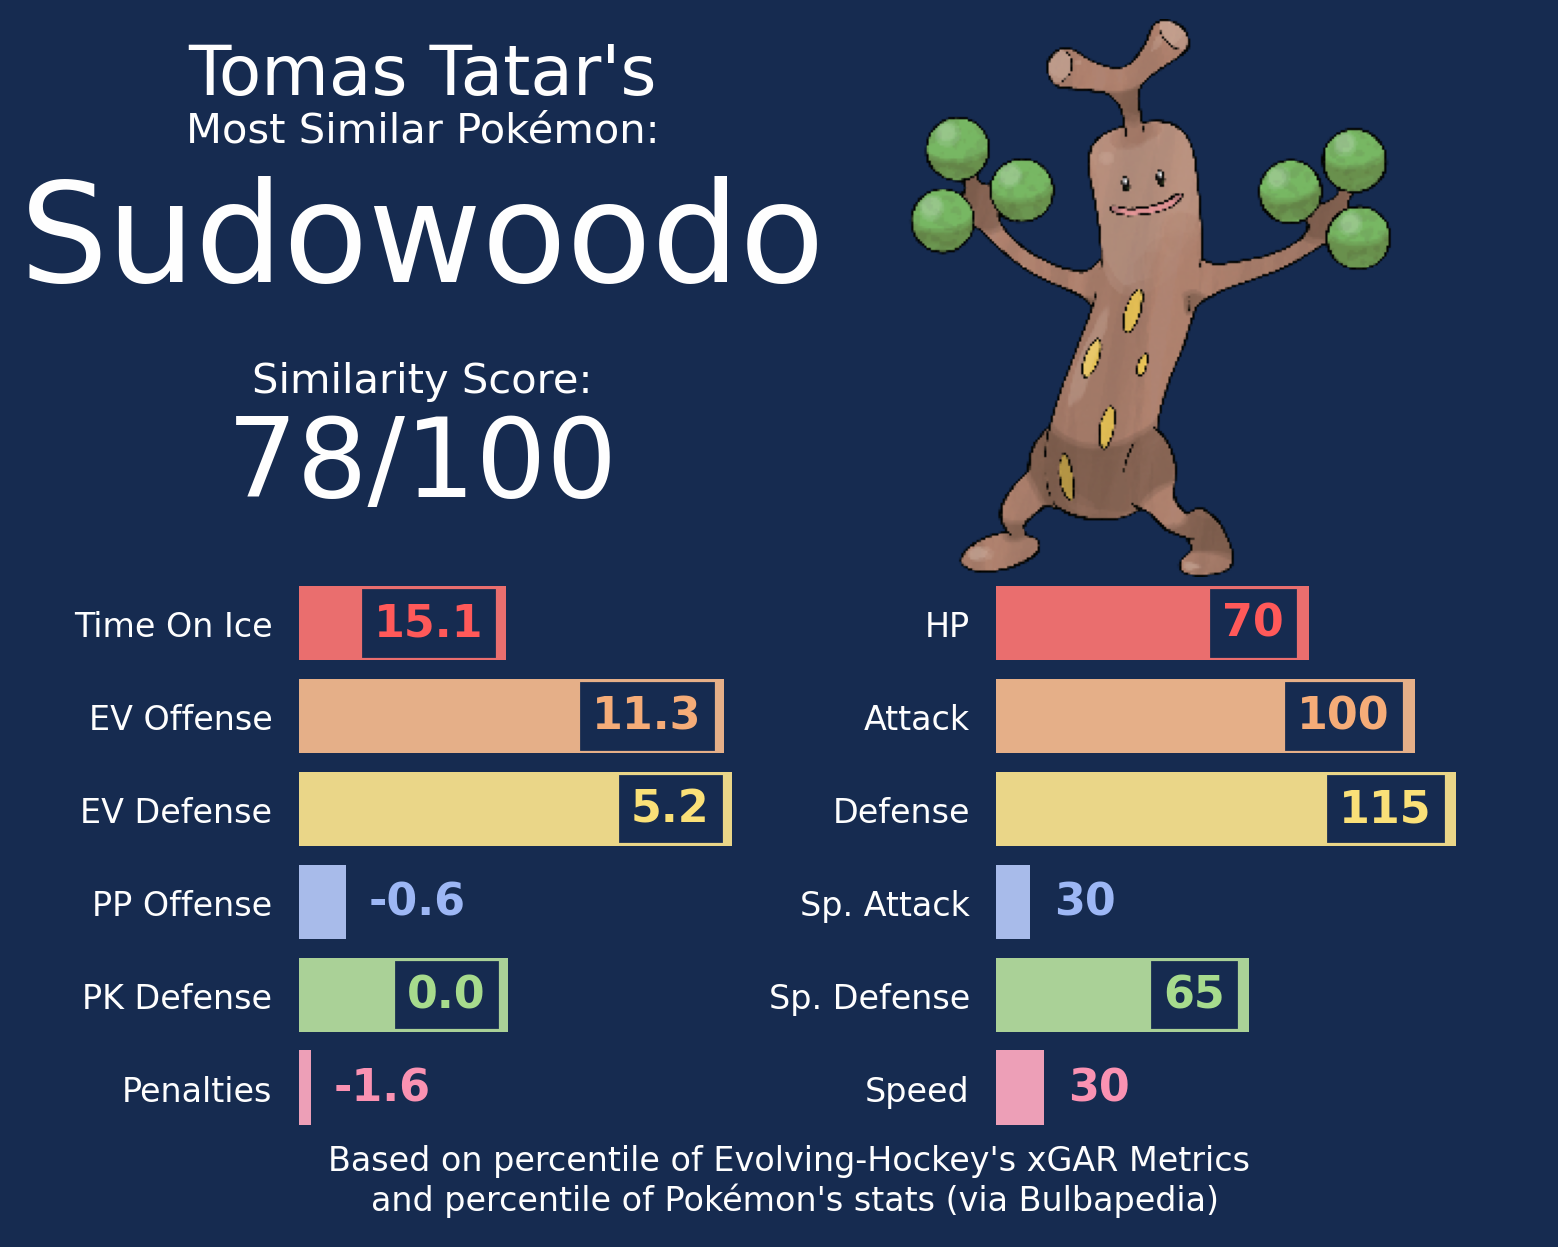 Tomas Tatar's
Most Similar Pokémon:
Sudowoodo
Similarity Score:
78/100
Time On Ice 15.1
EV Offense 11.3
EV Defense 5.2
PP Offense -0.6
PK Defense 0.0
Penalties -1.6
HP 70
Attack 100
Defense 115
Sp. Attack 30
Sp. Defense 65
Speed 30
Based on percentile of Evolving-Hockey's xGAR Metrics
and percentile of Pokémon's stats (via Bulbapedia)